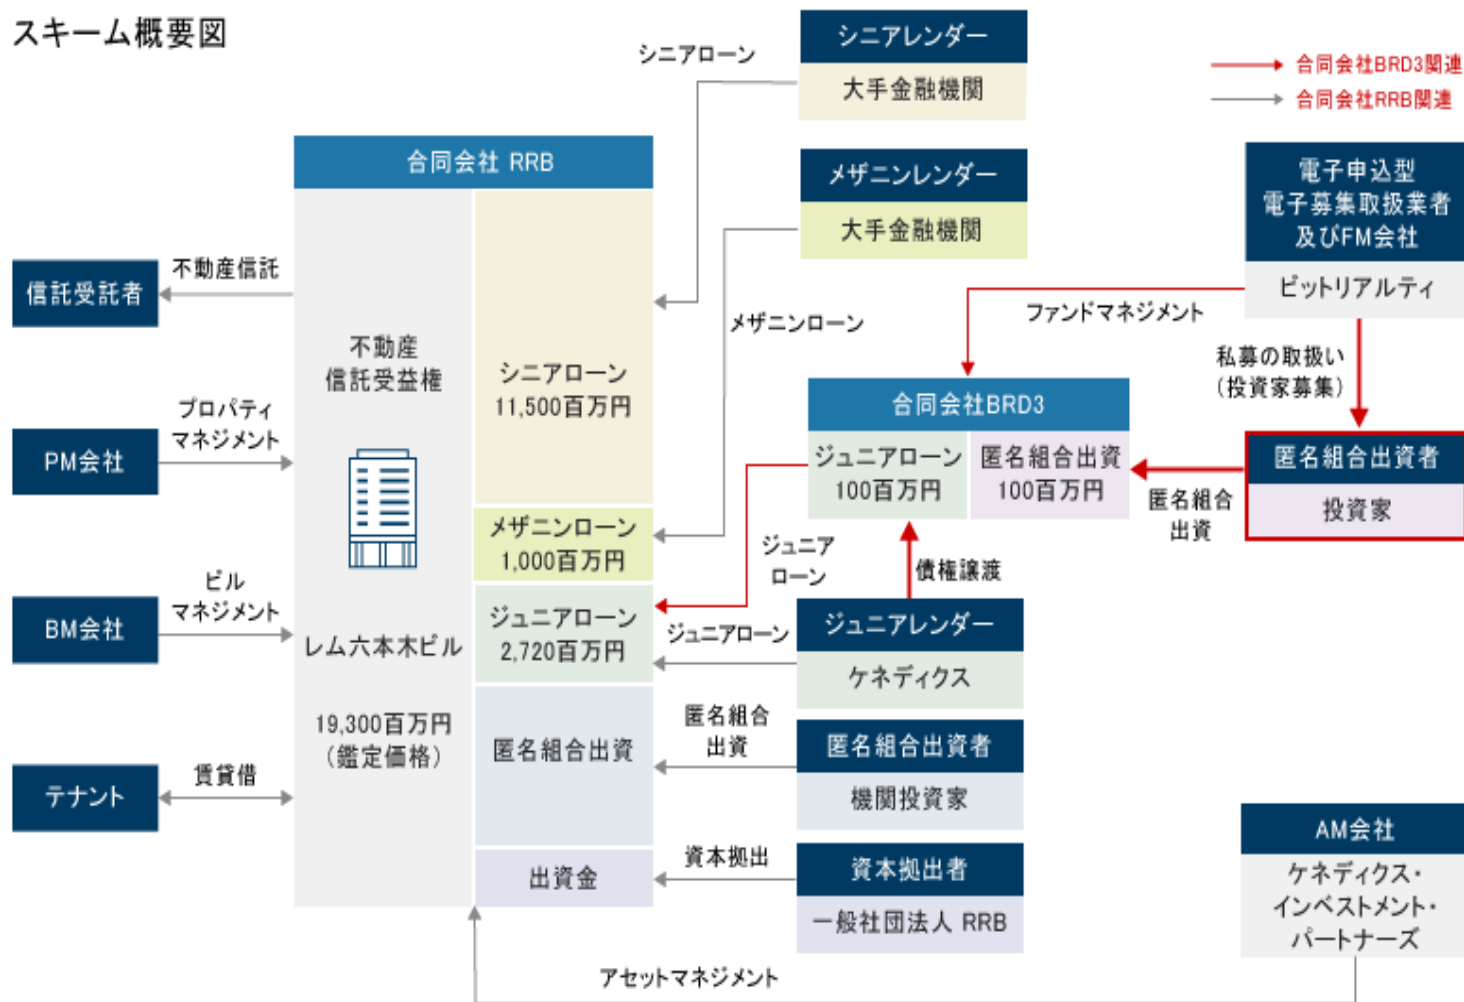 スキーム概要図
シニアローン
シニアレンダー
大手金融機関
合同会社BRD3関連
合同会社RRB関連
合同会社 RRB
メザニンレンダー
大手金融機関
電子申込型
電子募集取扱業者
及びFM会社
ビットリアルティ
信託受託者
不動産信託
不動産
信託受益権
シニアローン
11,500百万円
メザニンローン
ファンドマネジメント
私募の取扱い
（投資家募集）
PM会社
プロパティ
マネジメント
合同会社BRD3
ジュニアローン
100百万円
匿名組合出資
100百万円
匿名組合
出資
匿名組合出資者
投資家
メザニンローン
1,000百万円
ジュニア
ローン
債権譲渡
BM会社
ビル
マネジメント
レム六本木ビル
ジュニアローン
2,720百万円
ジュニアローン
ジュニアレンダー
ケネディクス
19,300百万円
（鑑定価格）
匿名組合出資
匿名組合
出資
匿名組合出資者
機関投資家
テナント
賃貸借
出資金
資本拠出
資本拠出者
一般社団法人 RRB
AM会社
ケネディクス・
インベストメント・
パートナーズ
アセットマネジメント